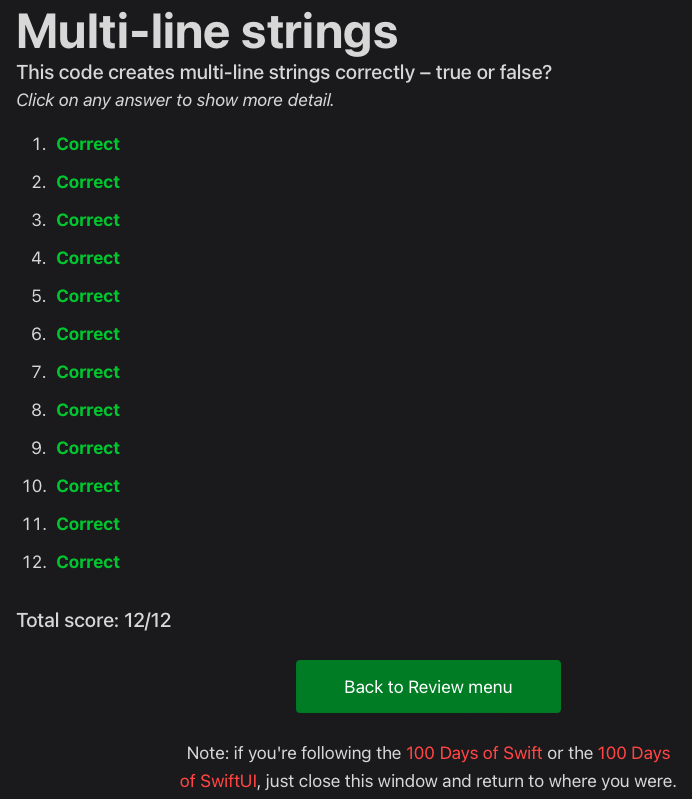 Multi-line strings
This code creates multi-line strings correctly – true or false?
Click on any answer to show more detail.
1. Correct
2. Correct
3. Correct
4. Correct
5. Correct
6. Correct
7. Correct
8. Correct
9. Correct
10. Correct
11. Correct
12. Correct
Total score: 12/12
Back to Review menu
Note: if you're following the 100 Days of Swift or the 100 Days
of SwiftUI, just close this window and return to where you were.